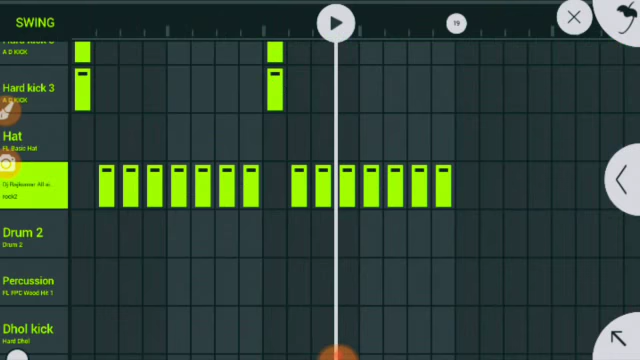 SWING
19
A D KICK
Hard kick 3
Hat
FL Basic Hat
rock2
Drum 2
Drum 2
Percussion
FL FPC Wood Hit 1
Dhol kick
Hard Dhol